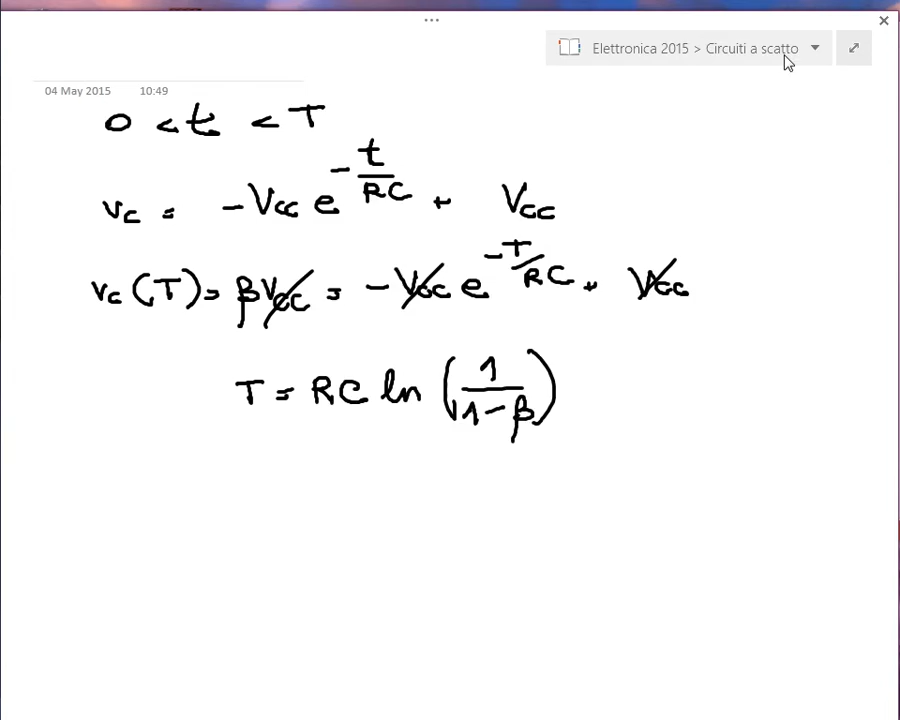 Elettronica 2015 > Circuiti a scatto
04 May 2015 10:49
0 < t < T
vc = -Vcc e^(-t/RC) + Vcc
vc (T) = βVcc = -Vcc e^(-T/RC) + Vcc
T = RC ln (1/(1-β))